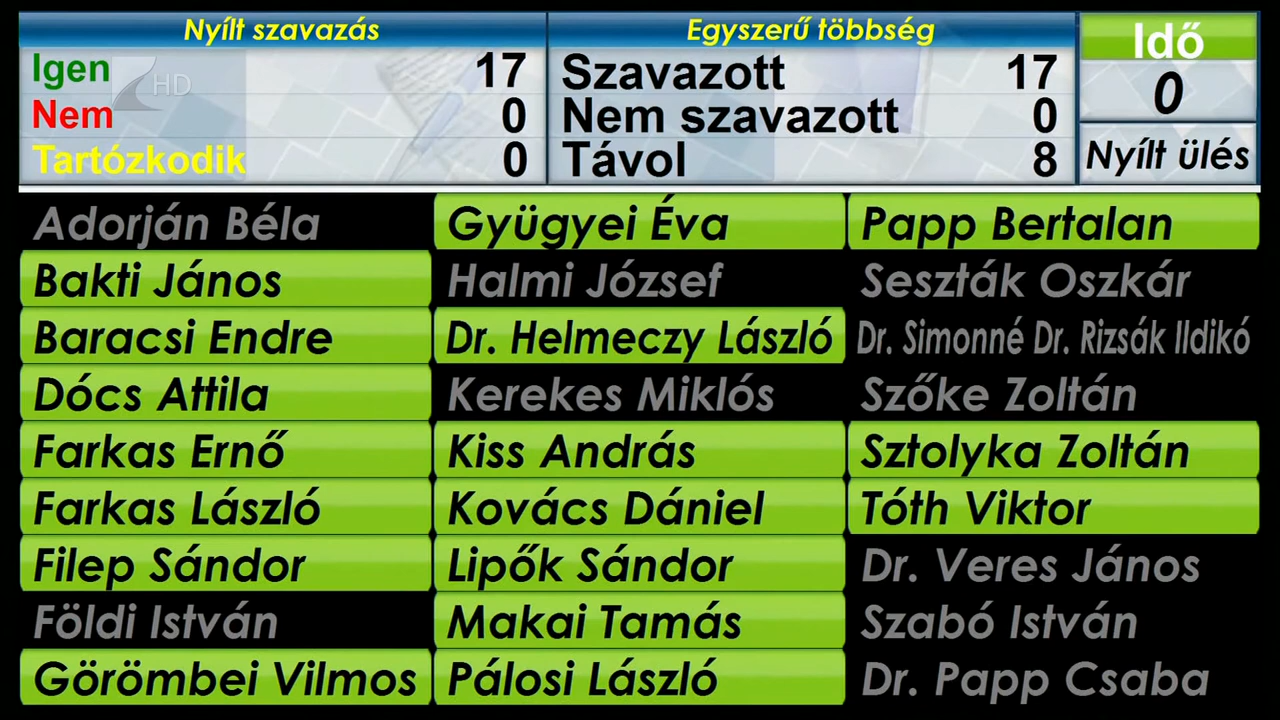 Nyílt szavazás
Igen 17
Nem 0
Tartózkodik 0
Egyszerű többség
Szavazott 17
Nem szavazott 0
Távol 8
Idő
0
Nyílt ülés
HD
Adorján Béla
Bakti János
Baracsi Endre
Dócs Attila
Farkas Ernő
Farkas László
Filep Sándor
Földi István
Görömbei Vilmos
Gyügyei Éva
Halmi József
Dr. Helmeczy László
Kerekes Miklós
Kiss András
Kovács Dániel
Lipők Sándor
Makai Tamás
Pálosi László
Papp Bertalan
Seszták Oszkár
Dr. Simonné Dr. Rizsák Ildikó
Szőke Zoltán
Sztolyka Zoltán
Tóth Viktor
Dr. Veres János
Szabó István
Dr. Papp Csaba